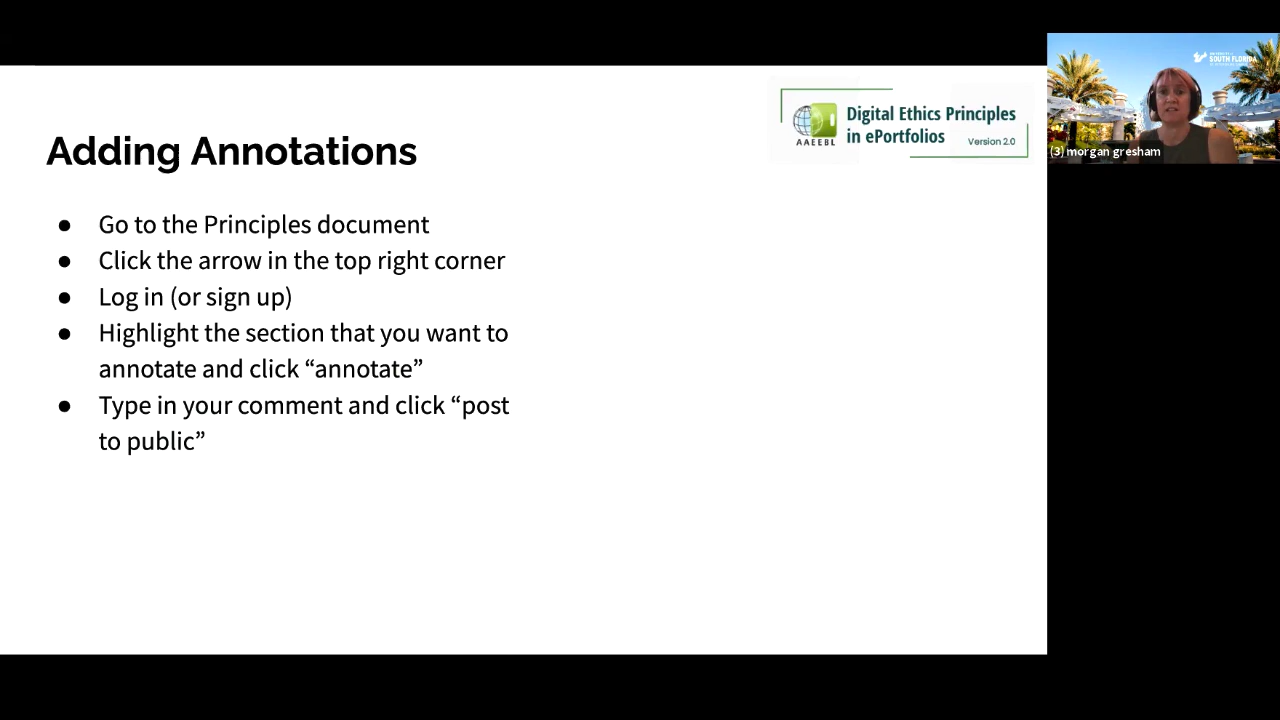 Adding Annotations
● Go to the Principles document
● Click the arrow in the top right corner
● Log in (or sign up)
● Highlight the section that you want to
annotate and click “annotate”
● Type in your comment and click “post
to public”
AAEEBL
Digital Ethics Principles
in ePortfolios
Version 2.0
SOUTH FLORIDA
(3) morgan gresham